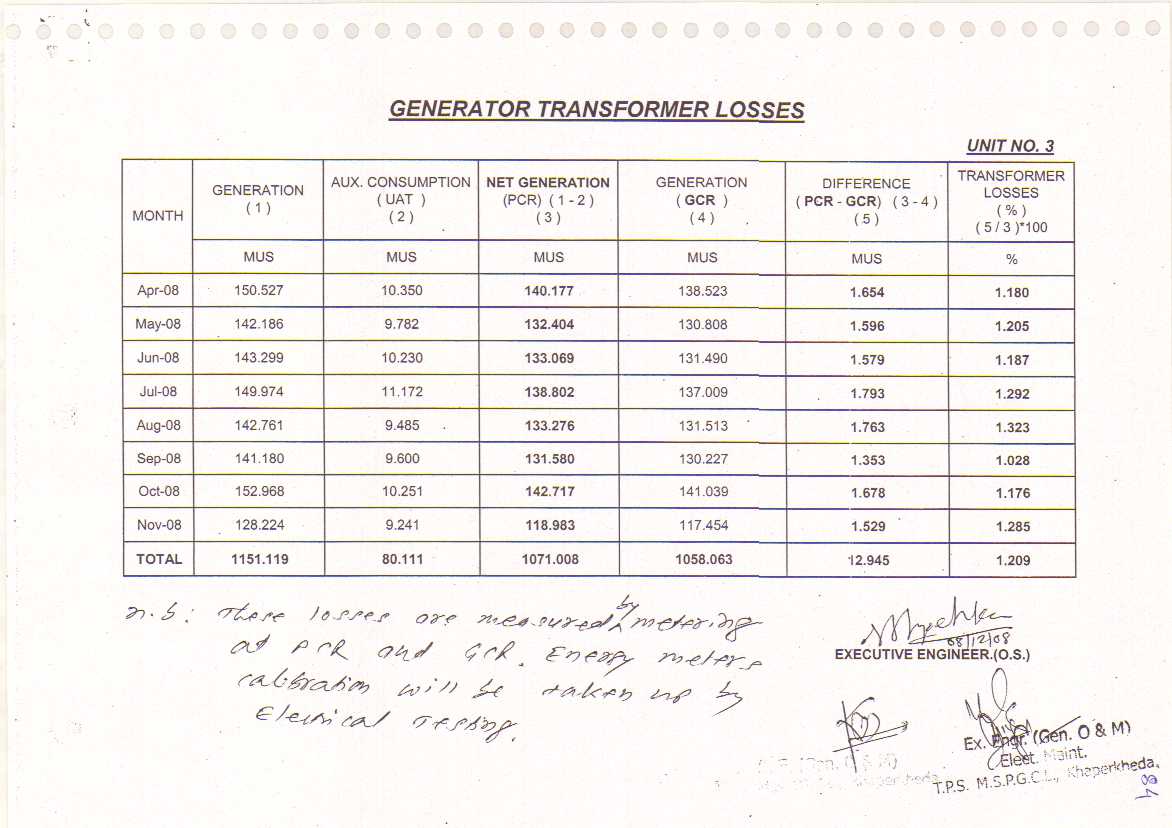 GENERATOR TRANSFORMER LOSSES
UNIT NO. 3
MONTH GENERATION ( 1 ) AUX. CONSUMPTION ( UAT ) ( 2 ) NET GENERATION (PCR) ( 1 - 2 ) ( 3 ) GENERATION ( GCR ) ( 4 ) DIFFERENCE ( PCR - GCR) ( 3 - 4 ) ( 5 ) TRANSFORMER LOSSES ( % ) ( 5 / 3 )*100
MUS MUS MUS MUS MUS %
Apr-08 150.527 10.350 140.177 138.523 1.654 1.180
May-08 142.186 9.782 132.404 130.808 1.596 1.205
Jun-08 143.299 10.230 133.069 131.490 1.579 1.187
Jul-08 149.974 11.172 138.802 137.009 1.793 1.292
Aug-08 142.761 9.485 133.276 131.513 1.763 1.323
Sep-08 141.180 9.600 131.580 130.227 1.353 1.028
Oct-08 152.968 10.251 142.717 141.039 1.678 1.176
Nov-08 128.224 9.241 118.983 117.454 1.529 1.285
TOTAL 1151.119 80.111 1071.008 1058.063 12.945 1.209
n.b: These losses are measured by metering
at PCR and GCR. Energy meters
calibration will be taken up by
Electrical Testing.
08/12/08
EXECUTIVE ENGINEER.(O.S.)
Ex. Engr. (Gen. O & M)
Elect. Maint.
T.P.S. M.S.P.G.C.L., Khaperkheda.
84